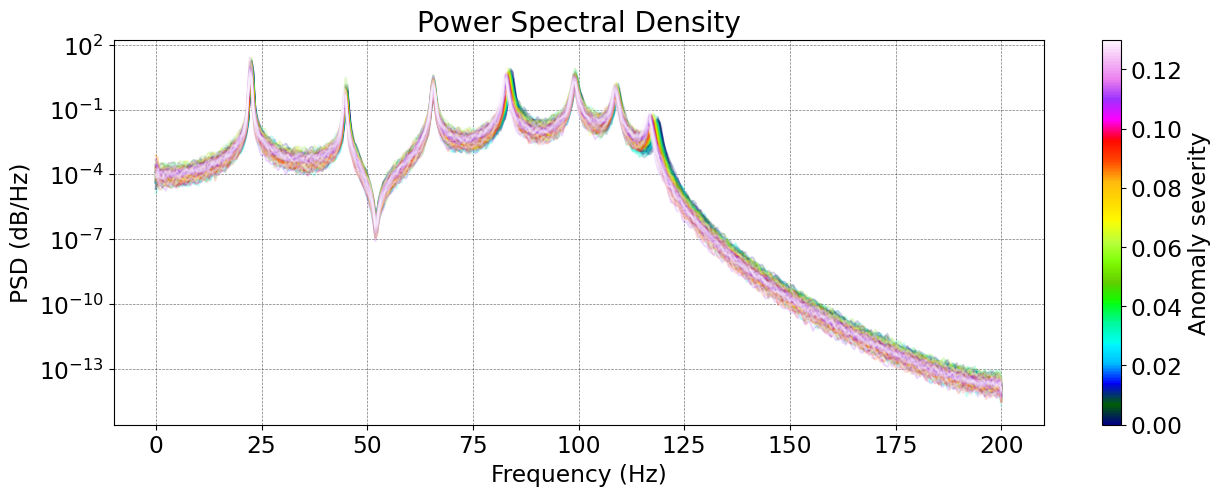 Power Spectral Density
PSD (dB/Hz)
10²
10⁻¹
10⁻⁴
10⁻⁷
10⁻¹⁰
10⁻¹³
0 25 50 75 100 125 150 175 200
Frequency (Hz)
0.12
0.10
0.08
0.06
0.04
0.02
0.00
Anomaly severity